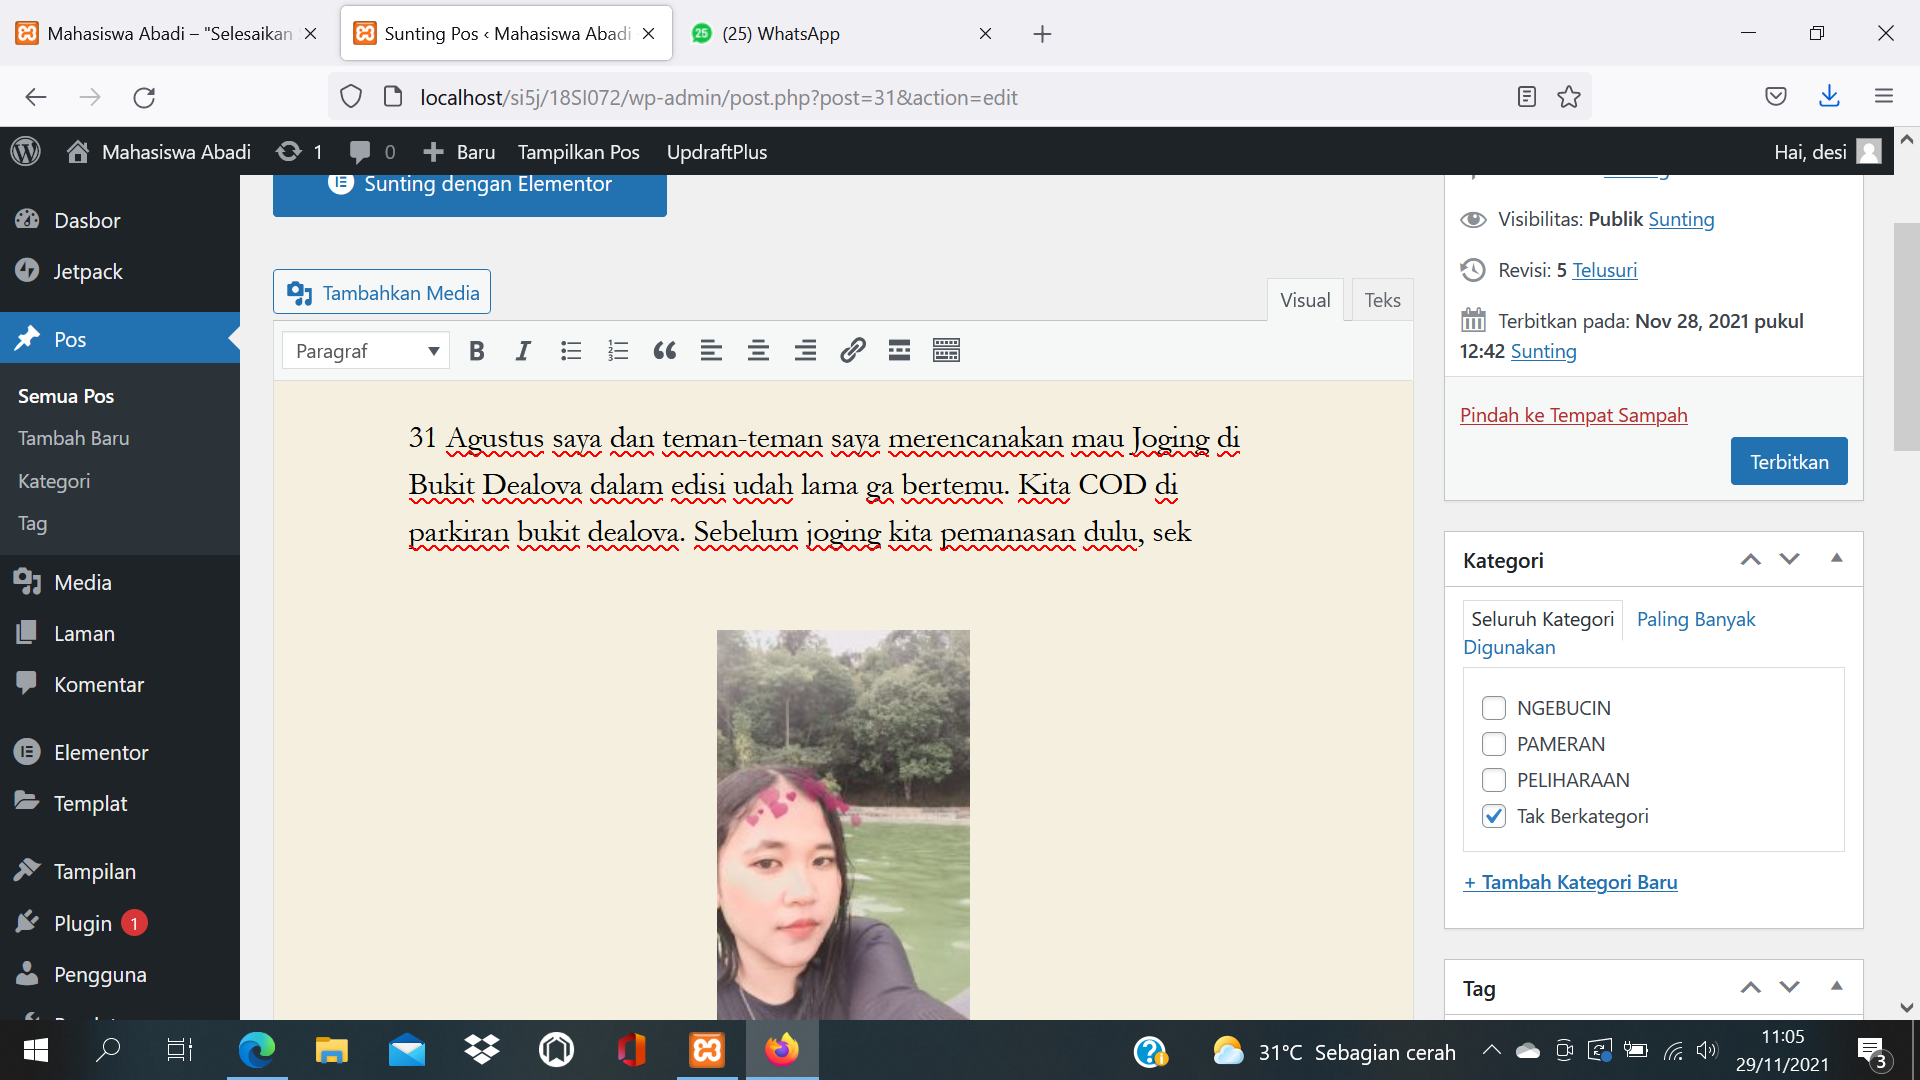 Mahasiswa Abadi – "Selesaikan
Sunting Pos ‹ Mahasiswa Abadi
25
(25) WhatsApp
localhost/si5j/18SI072/wp-admin/post.php?post=31&action=edit
Mahasiswa Abadi
1
0
Baru
Tampilkan Pos
UpdraftPlus
Hai, desi
Dasbor
Jetpack
Pos
Semua Pos
Tambah Baru
Kategori
Tag
Media
Laman
Komentar
Elementor
Templat
Tampilan
Plugin 1
Pengguna
Sunting dengan Elementor
Tambahkan Media
Visual
Teks
Paragraf
31 Agustus saya dan teman-teman saya merencanakan mau Joging di
Bukit Dealova dalam edisi udah lama ga bertemu. Kita COD di
parkiran bukit dealova. Sebelum joging kita pemanasan dulu, sek
Visibilitas: Publik Sunting
Revisi: 5 Telusuri
Terbitkan pada: Nov 28, 2021 pukul
12:42 Sunting
Pindah ke Tempat Sampah
Terbitkan
Kategori
Seluruh Kategori
Paling Banyak
Digunakan
NGEBUCIN
PAMERAN
PELIHARAAN
Tak Berkategori
+ Tambah Kategori Baru
Tag
31°C Sebagian cerah
11:05
29/11/2021
3